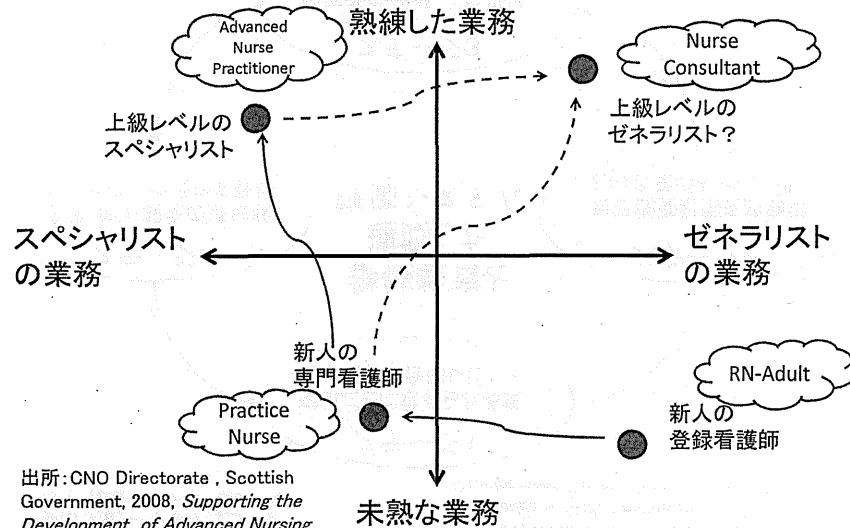 Advanced
Nurse
Practitioner
熟練した業務
Nurse
Consultant
上級レベルの
スペシャリスト
上級レベルの
ゼネラリスト?
スペシャリスト
の業務
ゼネラリスト
の業務
新人の
専門看護師
RN-Adult
Practice
Nurse
新人の
登録看護師
出所:CNO Directorate , Scottish
Government, 2008, Supporting the
Development of Advanced Nursing
未熟な業務